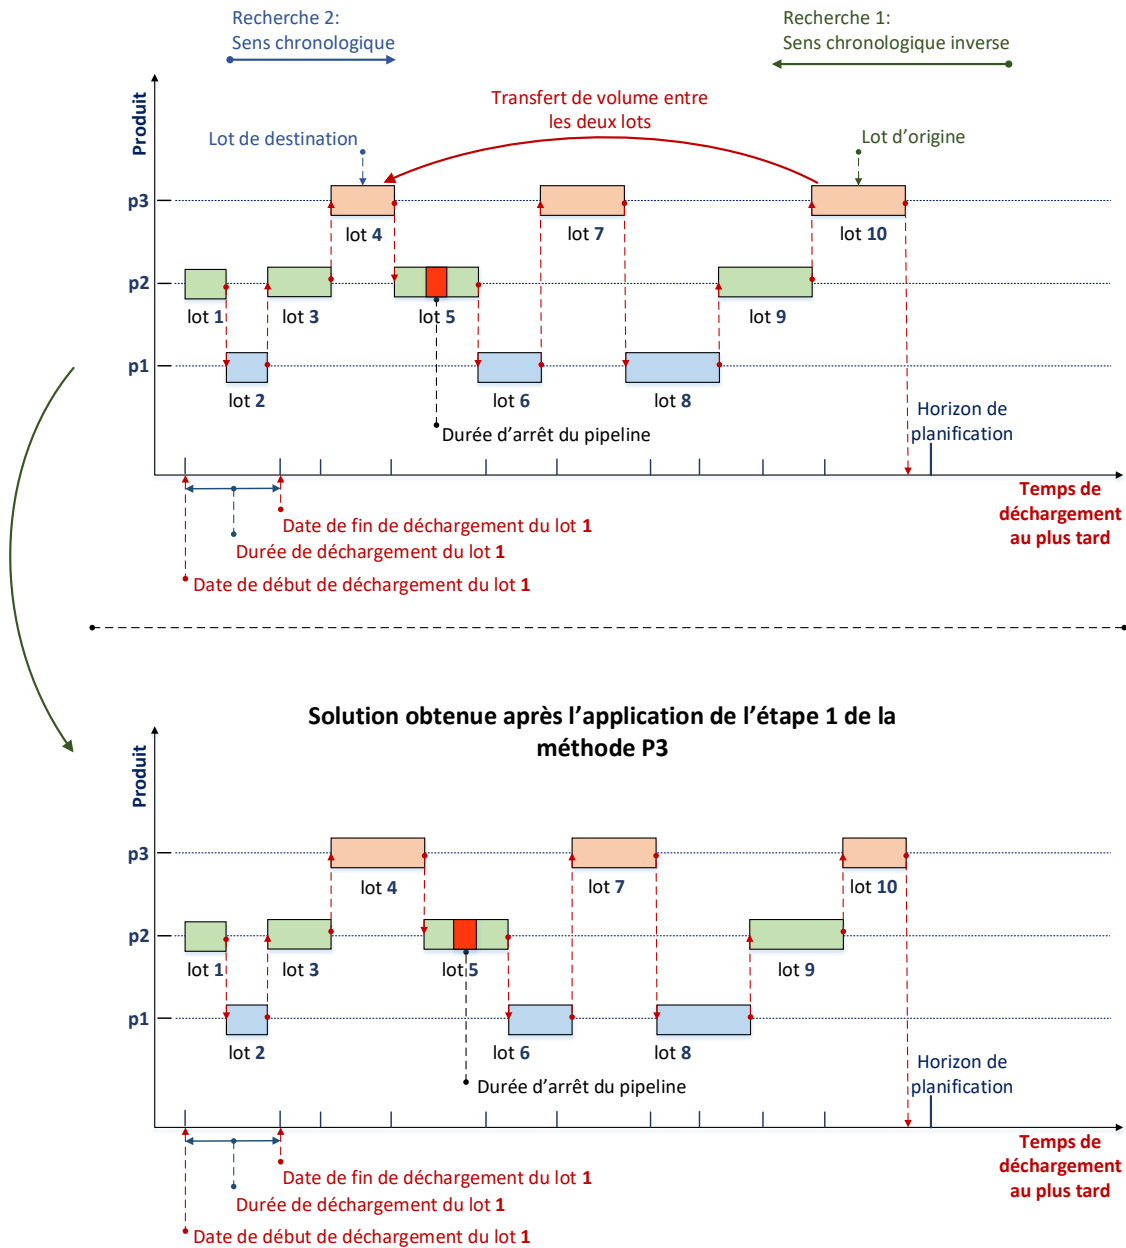 Recherche 2:
Sens chronologique
Recherche 1:
Sens chronologique inverse
Produit
Transfert de volume entre
les deux lots
Lot de destination
Lot d'origine
p3
lot 4
lot 7
lot 10
p2
lot 1
lot 3
lot 5
lot 9
p1
lot 2
lot 6
lot 8
Durée d'arrêt du pipeline
Horizon de
planification
Temps de
déchargement
au plus tard
Date de fin de déchargement du lot 1
Durée de déchargement du lot 1
Date de début de déchargement du lot 1
Solution obtenue après l'application de l'étape 1 de la
méthode P3
Produit
p3
lot 4
lot 7
lot 10
p2
lot 1
lot 3
lot 5
lot 9
p1
lot 2
lot 6
lot 8
Durée d'arrêt du pipeline
Horizon de
planification
Temps de
déchargement
au plus tard
Date de fin de déchargement du lot 1
Durée de déchargement du lot 1
Date de début de déchargement du lot 1